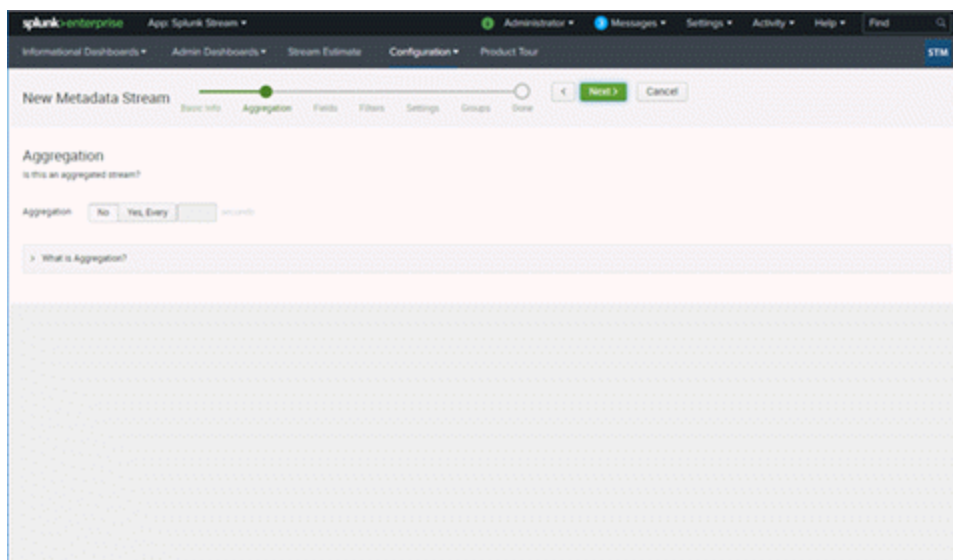 splunk>enterprise App: Splunk Stream Administrator 3 Messages Settings Activity Help Find
Informational Dashboards Admin Dashboards Stream Estimate Configuration Product Tour STM
New Metadata Stream < Next > Cancel
Basic Info Aggregation Fields Filters Settings Groups Done
Aggregation
Is this an aggregated stream?
Aggregation No Yes, Every seconds
> What is Aggregation?